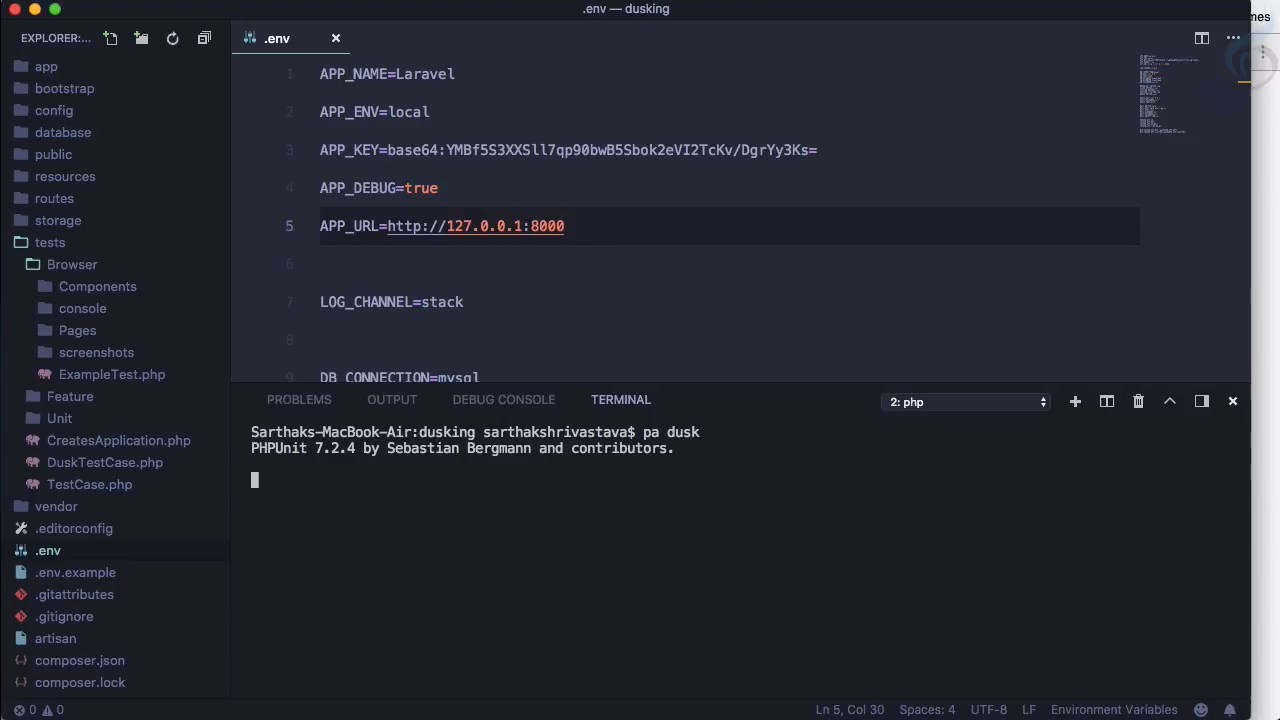 .env — dusking
mes
EXPLORER:...
.env
app
bootstrap
config
database
public
resources
routes
storage
tests
Browser
Components
console
Pages
screenshots
ExampleTest.php
Feature
Unit
CreatesApplication.php
DuskTestCase.php
TestCase.php
vendor
.editorconfig
.env
.env.example
.gitattributes
.gitignore
artisan
composer.json
composer.lock
1 APP_NAME=Laravel
2 APP_ENV=local
3 APP_KEY=base64:YMBf5S3XXSll7qp90bwB5Sbok2eVI2TcKv/DgrYy3Ks=
4 APP_DEBUG=true
5 APP_URL=http://127.0.0.1:8000
6
7 LOG_CHANNEL=stack
8
9 DB_CONNECTION=mysql
PROBLEMS OUTPUT DEBUG CONSOLE TERMINAL 2: php
Sarthaks-MacBook-Air:dusking sarthakshrivastava$ pa dusk
PHPUnit 7.2.4 by Sebastian Bergmann and contributors.
0 0 Ln 5, Col 30 Spaces: 4 UTF-8 LF Environment Variables